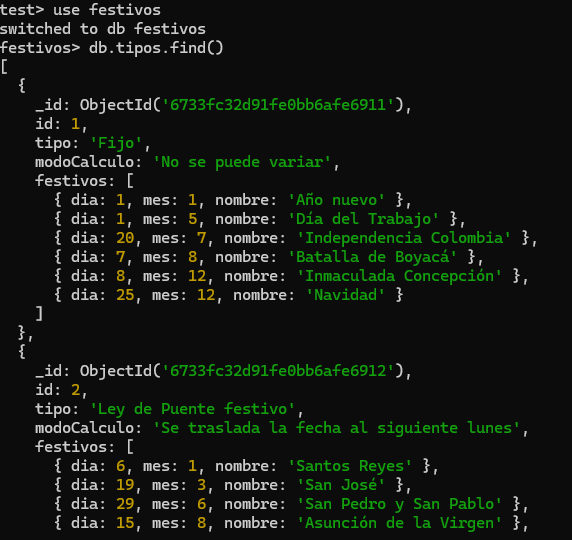 test> use festivos
switched to db festivos
festivos> db.tipos.find()
[
  {
    _id: ObjectId('6733fc32d91fe0bb6afe6911'),
    id: 1,
    tipo: 'Fijo',
    modoCalculo: 'No se puede variar',
    festivos: [
      { dia: 1, mes: 1, nombre: 'Año nuevo' },
      { dia: 1, mes: 5, nombre: 'Día del Trabajo' },
      { dia: 20, mes: 7, nombre: 'Independencia Colombia' },
      { dia: 7, mes: 8, nombre: 'Batalla de Boyacá' },
      { dia: 8, mes: 12, nombre: 'Inmaculada Concepción' },
      { dia: 25, mes: 12, nombre: 'Navidad' }
    ]
  },
  {
    _id: ObjectId('6733fc32d91fe0bb6afe6912'),
    id: 2,
    tipo: 'Ley de Puente festivo',
    modoCalculo: 'Se traslada la fecha al siguiente lunes',
    festivos: [
      { dia: 6, mes: 1, nombre: 'Santos Reyes' },
      { dia: 19, mes: 3, nombre: 'San José' },
      { dia: 29, mes: 6, nombre: 'San Pedro y San Pablo' },
      { dia: 15, mes: 8, nombre: 'Asunción de la Virgen' },